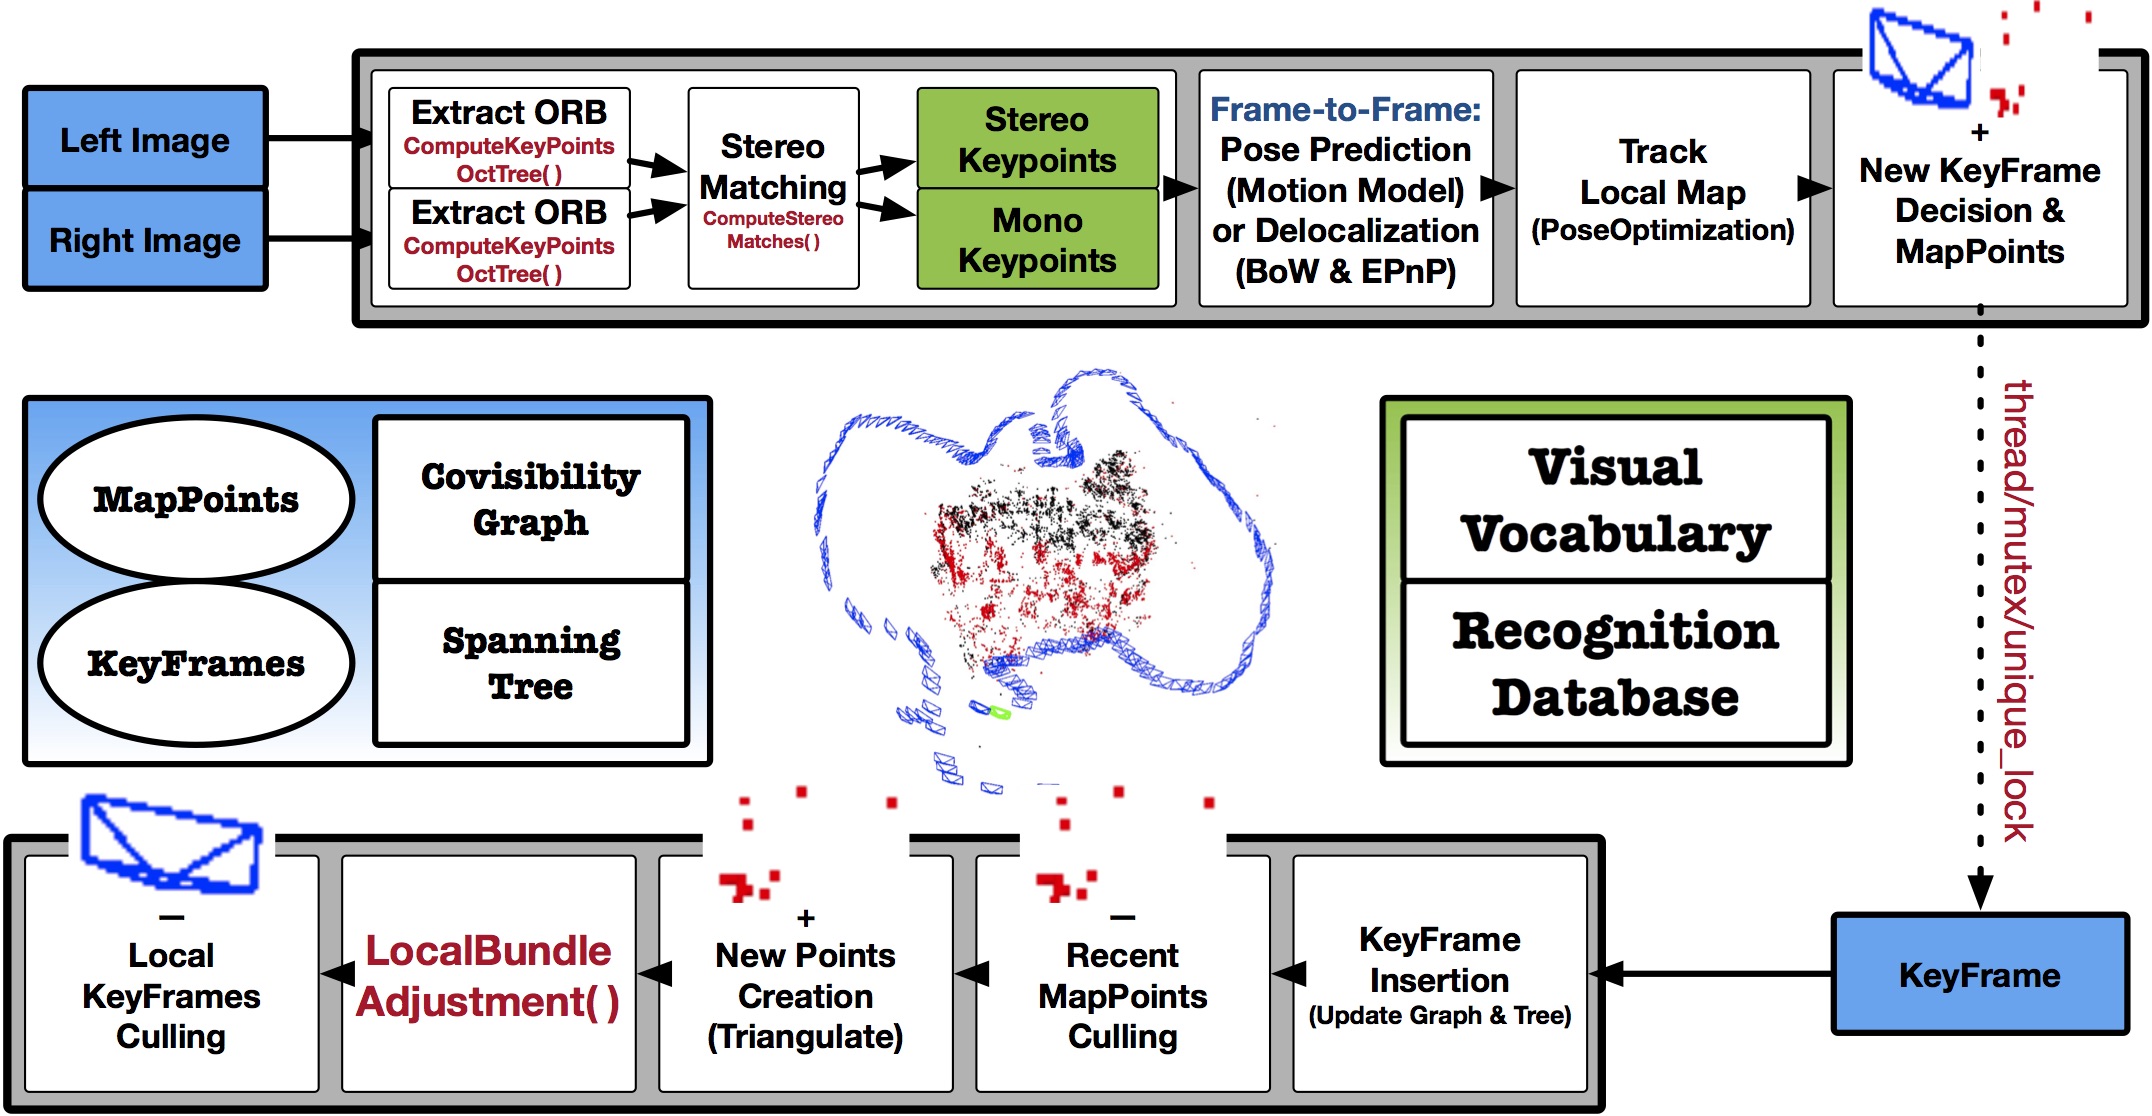 Left Image
Right Image
Extract ORB
ComputeKeyPoints
OctTree( )
Extract ORB
ComputeKeyPoints
OctTree( )
Stereo
Matching
ComputeStereo
Matches( )
Stereo
Keypoints
Mono
Keypoints
Frame-to-Frame:
Pose Prediction
(Motion Model)
or Delocalization
(BoW & EPnP)
Track
Local Map
(PoseOptimization)
+
New KeyFrame
Decision &
MapPoints
thread/mutex/unique_lock
MapPoints
KeyFrames
Covisibility
Graph
Spanning
Tree
Visual
Vocabulary
Recognition
Database
KeyFrame
KeyFrame
Insertion
(Update Graph & Tree)
−
Recent
MapPoints
Culling
+
New Points
Creation
(Triangulate)
LocalBundle
Adjustment( )
−
Local
KeyFrames
Culling